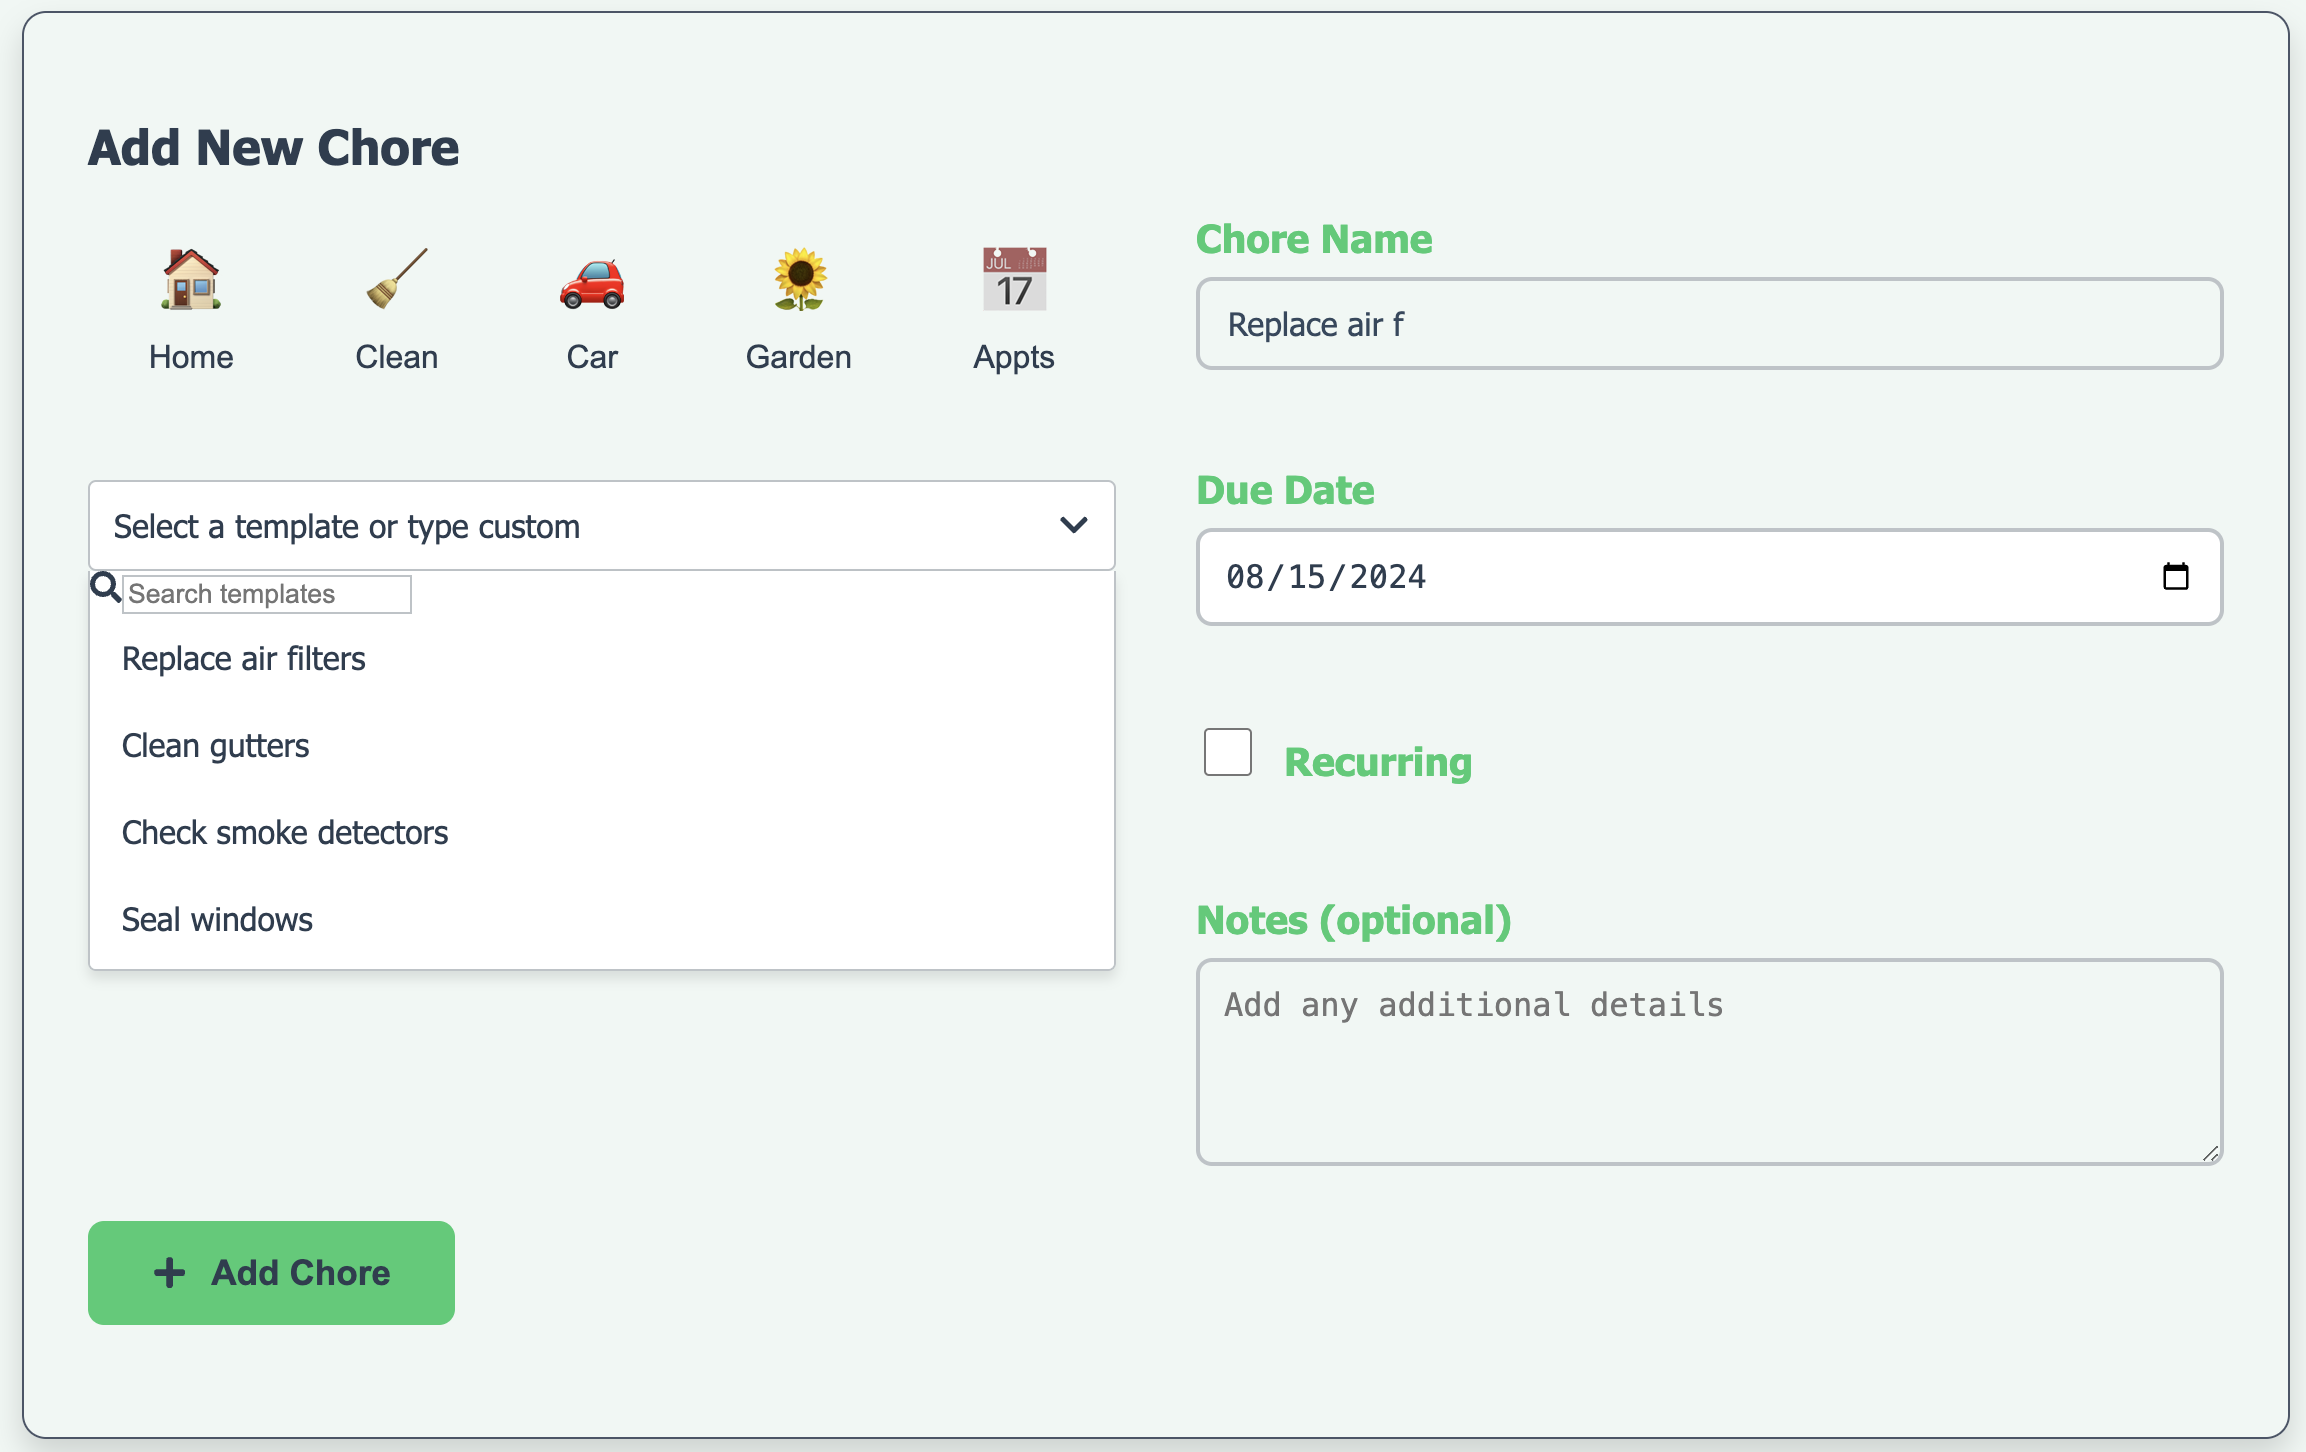 Add New Chore
JUL
17
Home
Clean
Car
Garden
Appts
Select a template or type custom
Search templates
Replace air filters
Clean gutters
Check smoke detectors
Seal windows
Chore Name
Replace air f
Due Date
08/15/2024
Recurring
Notes (optional)
Add any additional details
Add Chore